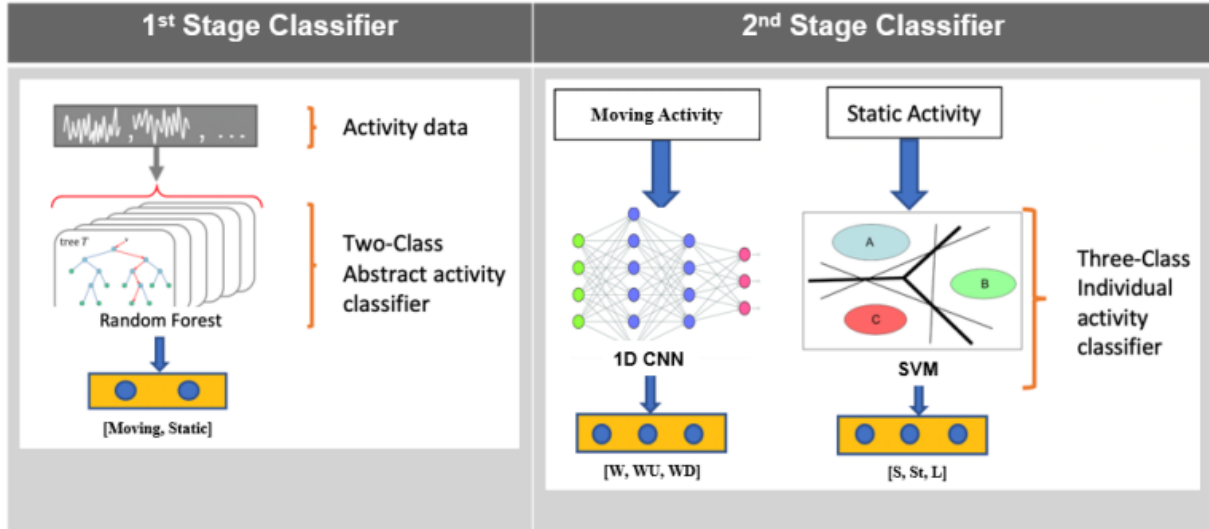 1st Stage Classifier
2nd Stage Classifier
, , ...
Activity data
tree T
Random Forest
Two-Class
Abstract activity
classifier
[Moving, Static]
Moving Activity
Static Activity
1D CNN
A
B
C
SVM
Three-Class
Individual
activity
classifier
[W, WU, WD]
[S, St, L]